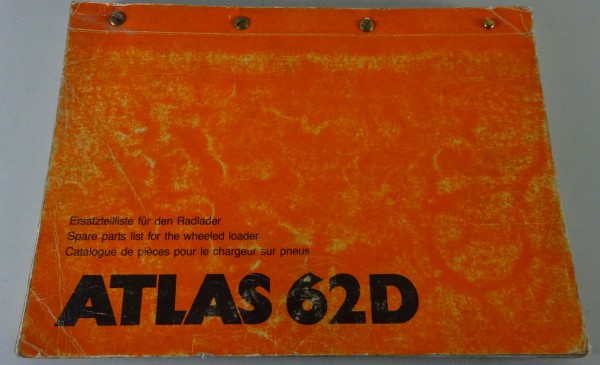 Ersatzteilliste für den Radlader
Spare parts list for the wheeled loader
Catalogue de pièces pour le chargeur sur pneus
ATLAS 62D